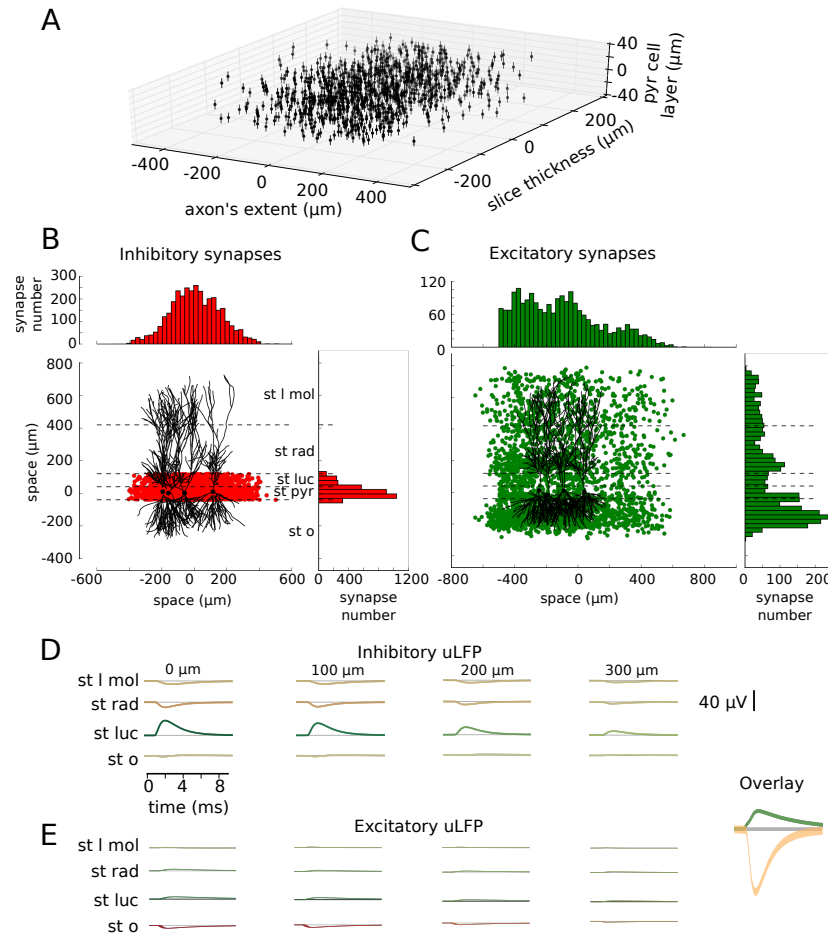 A
40
0
-40
pyr cell
layer (µm)
200
0
-200
slice thickness (µm)
-400
-200
0
200
400
axon's extent (µm)
B
Inhibitory synapses
300
200
100
0
synapse
number
800
600
400
200
0
-200
-400
space (µm)
st l mol
st rad
st luc
st pyr
st o
-600
-200
200
600
space (µm)
0
400
800
1200
synapse
number
C
Excitatory synapses
120
60
0
-800
-400
0
400
800
space (µm)
0
50
100
150
200
synapse
number
D
Inhibitory uLFP
0 µm
100 µm
200 µm
300 µm
st l mol
st rad
st luc
st o
40 µV
0
4
8
time (ms)
Overlay
E
Excitatory uLFP
st l mol
st rad
st luc
st o